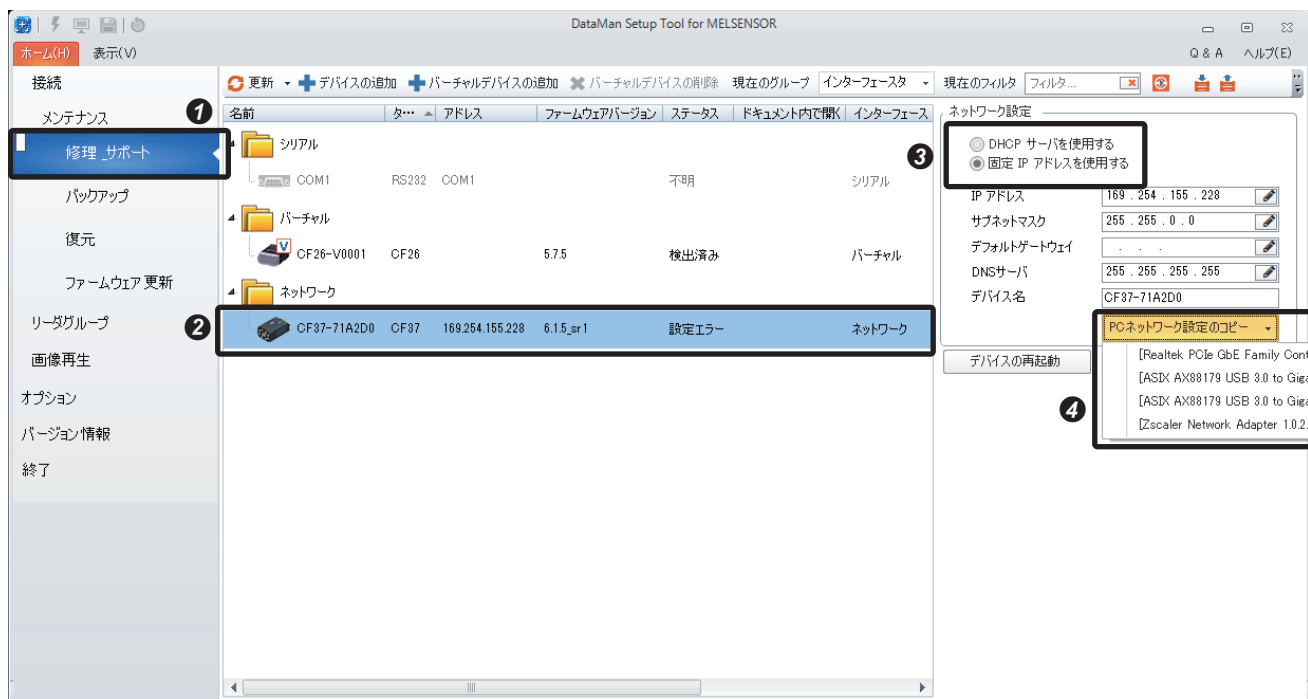 DataMan Setup Tool for MELSENSOR
ホーム(H) 表示(V) Q & A ヘルプ(E)
接続
メンテナンス
修理_サポート
バックアップ
復元
ファームウェア更新
リーダグループ
画像再生
オプション
バージョン情報
終了
❶
❷
更新 デバイスの追加 バーチャルデバイスの追加 バーチャルデバイスの削除 現在のグループ インターフェースタ 現在のフィルタ フィルタ...
名前 タ... アドレス ファームウェアバージョン ステータス ドキュメント内で開く インターフェース
シリアル
COM1 RS232 COM1 不明 シリアル
バーチャル
V
CF26-V0001 CF26 5.7.5 検出済み バーチャル
ネットワーク
CF37-71A2D0 CF37 169.254.155.228 6.1.5_sr1 設定エラー ネットワーク
ネットワーク設定
❸
DHCP サーバを使用する
固定 IP アドレスを使用する
IP アドレス 169 . 254 . 155 . 228
サブネットマスク 255 . 255 . 0 . 0
デフォルトゲートウェイ . . .
DNSサーバ 255 . 255 . 255 . 255
デバイス名 CF37-71A2D0
PCネットワーク設定のコピー
デバイスの再起動
❹
[Realtek PCIe GbE Family Cont
[ASIX AX88179 USB 3.0 to Giga
[ASIX AX88179 USB 3.0 to Giga
[Zscaler Network Adapter 1.0.2.